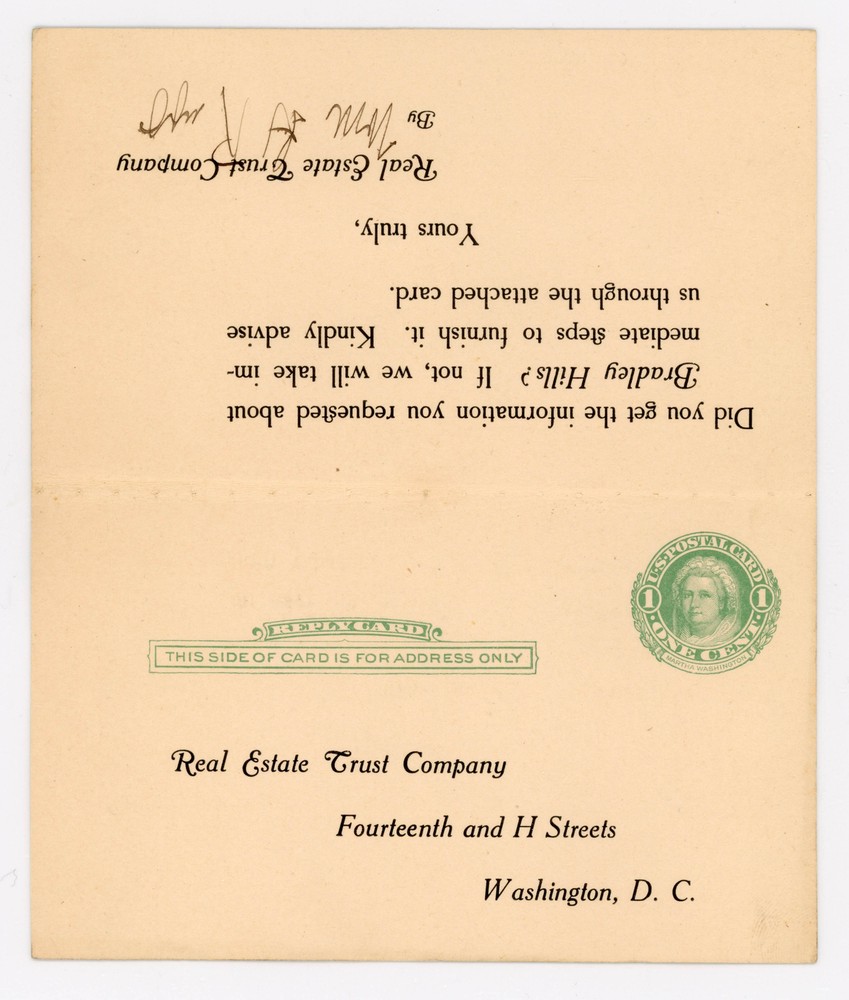 Did you get the information you requested about
Bradley Hills? If not, we will take im-
mediate steps to furnish it. Kindly advise
us through the attached card.
Yours truly,
Real Estate Trust Company
By
U.S. POSTAL CARD
1 1
ONE CENT
MARTHA WASHINGTON
REPLY CARD
THIS SIDE OF CARD IS FOR ADDRESS ONLY
Real Estate Trust Company
Fourteenth and H Streets
Washington, D. C.